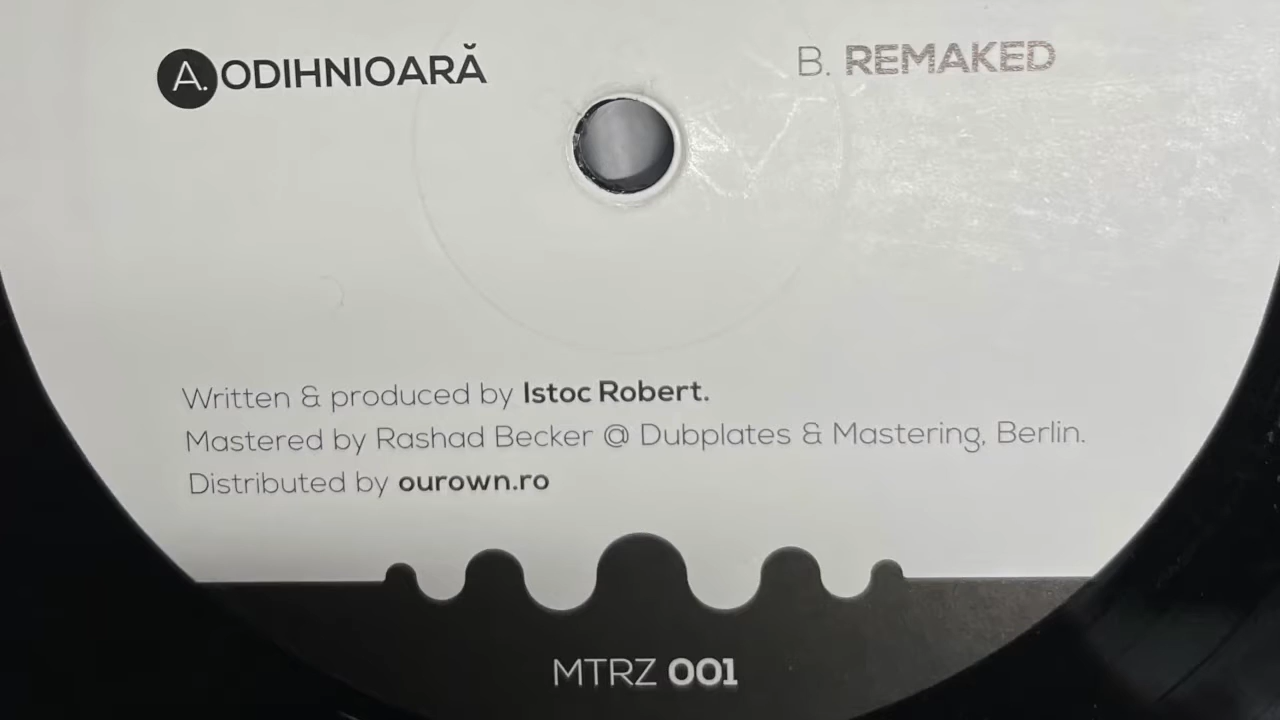 A. ODIHNIOARĂ
B. REMAKED
Written & produced by Istoc Robert.
Mastered by Rashad Becker @ Dubplates & Mastering, Berlin.
Distributed by ourown.ro
MTRZ 001